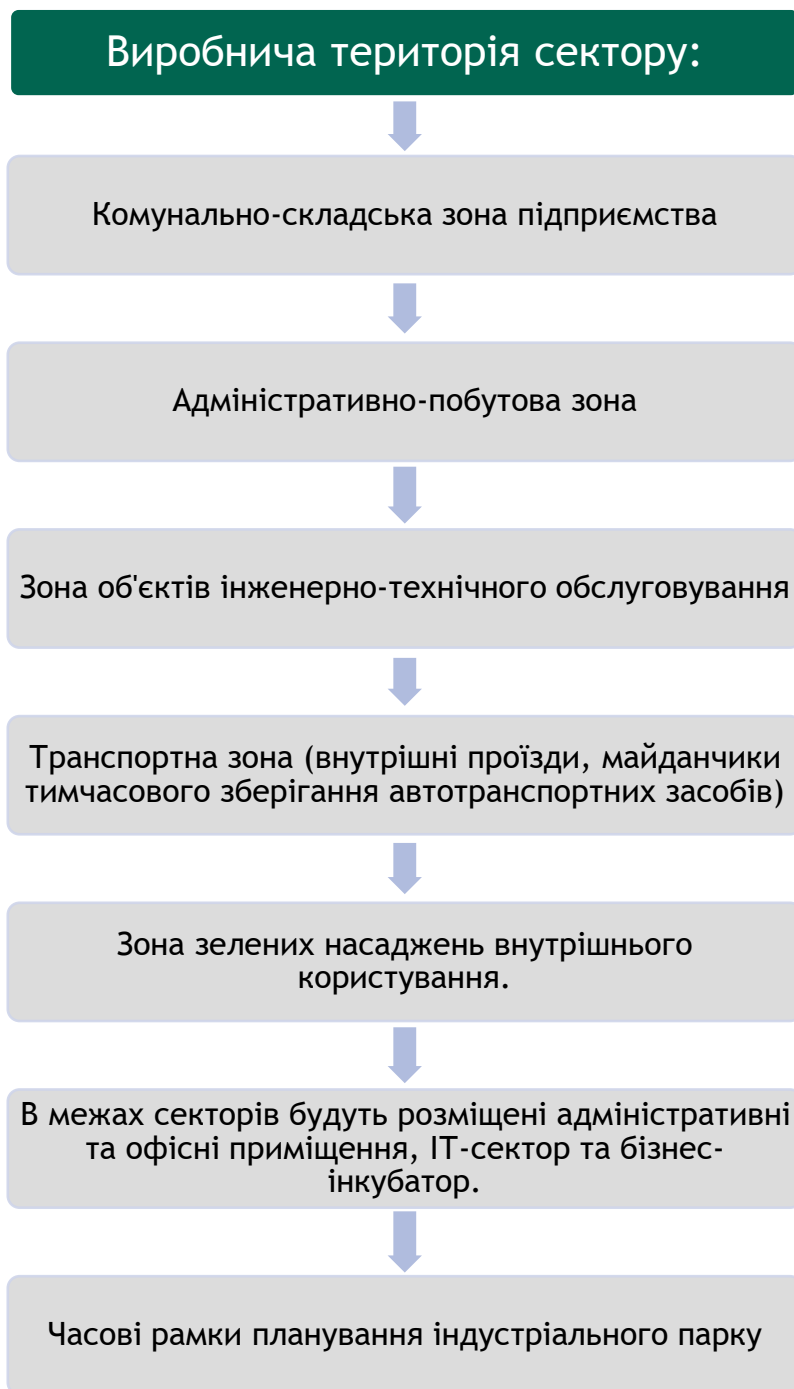 Виробнича територія сектору:
Комунально-складська зона підприємства
Адміністративно-побутова зона
Зона об'єктів інженерно-технічного обслуговування
Транспортна зона (внутрішні проїзди, майданчики
тимчасового зберігання автотранспортних засобів)
Зона зелених насаджень внутрішнього
користування.
В межах секторів будуть розміщені адміністративні
та офісні приміщення, ІТ-сектор та бізнес-
інкубатор.
Часові рамки планування індустріального парку